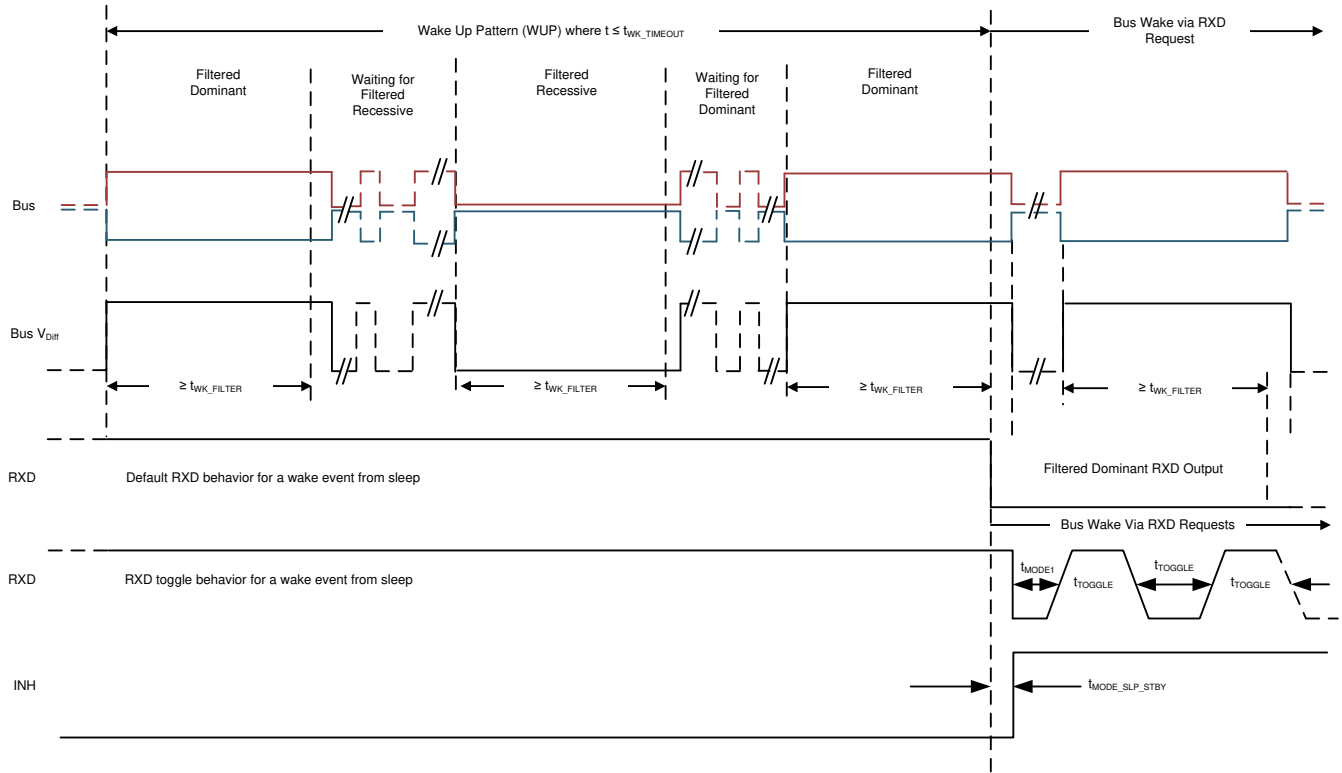 Wake Up Pattern (WUP) where t ≤ tWK_TIMEOUT
Bus Wake via RXD
Request
Filtered
Dominant
Waiting for
Filtered
Recessive
Filtered
Recessive
Waiting for
Filtered
Dominant
Filtered
Dominant
Bus
Bus VDiff
≥ tWK_FILTER
≥ tWK_FILTER
≥ tWK_FILTER
≥ tWK_FILTER
RXD
Default RXD behavior for a wake event from sleep
Filtered Dominant RXD Output
Bus Wake Via RXD Requests
RXD
RXD toggle behavior for a wake event from sleep
tMODE1
tTOGGLE
tTOGGLE
tTOGGLE
INH
tMODE_SLP_STBY